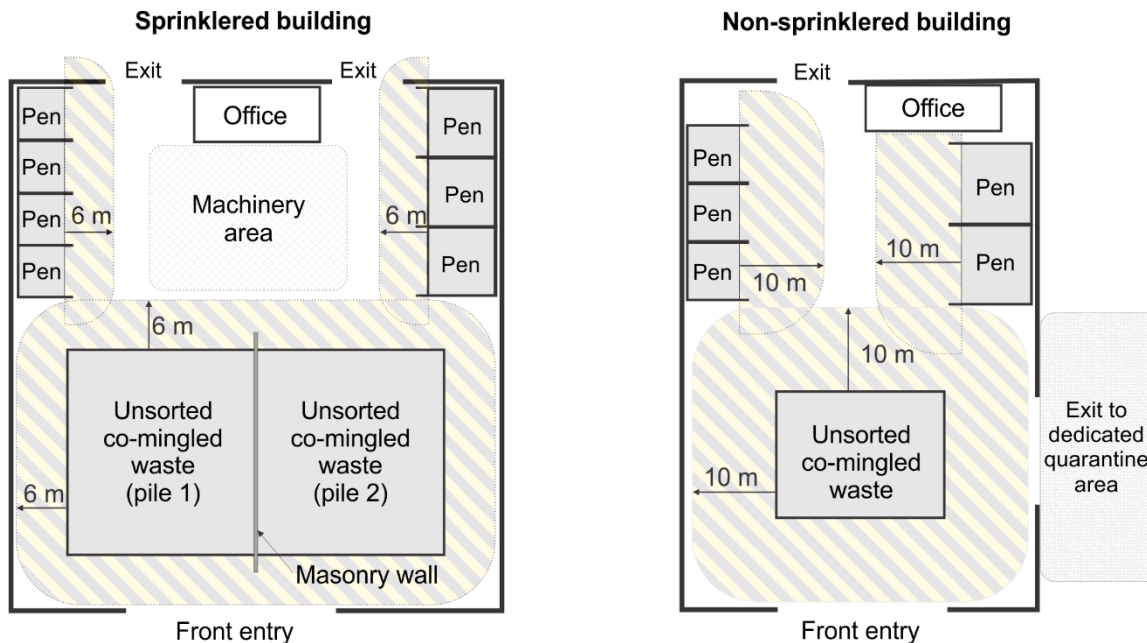 Sprinklered building
Exit
Exit
Pen
Pen
Pen
Pen
Office
Pen
Pen
Pen
Machinery
area
6 m
6 m
6 m
Unsorted
co-mingled
waste
(pile 1)
Unsorted
co-mingled
waste
(pile 2)
6 m
Masonry wall
Front entry
Non-sprinklered building
Exit
Office
Pen
Pen
Pen
Pen
Pen
10 m
10 m
10 m
Unsorted
co-mingled
waste
10 m
Exit to
dedicated
quarantine
area
Front entry